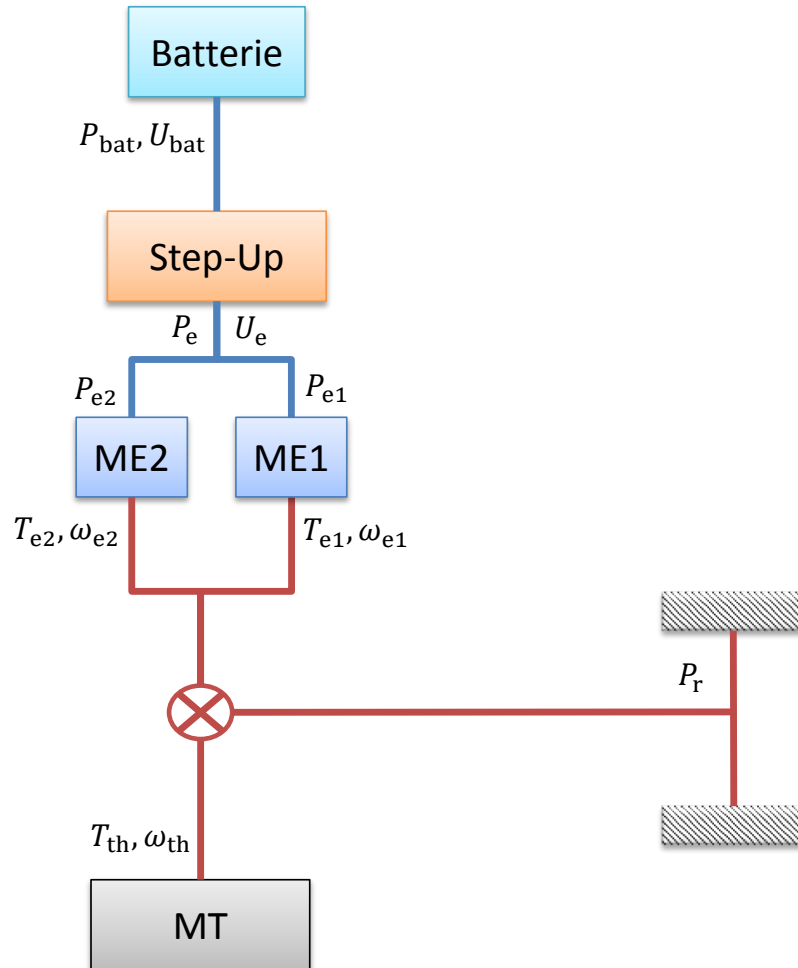 Batterie
P_bat, U_bat
Step-Up
P_e U_e
P_e2 P_e1
ME2 ME1
T_e2, ω_e2 T_e1, ω_e1
P_r
T_th, ω_th
MT